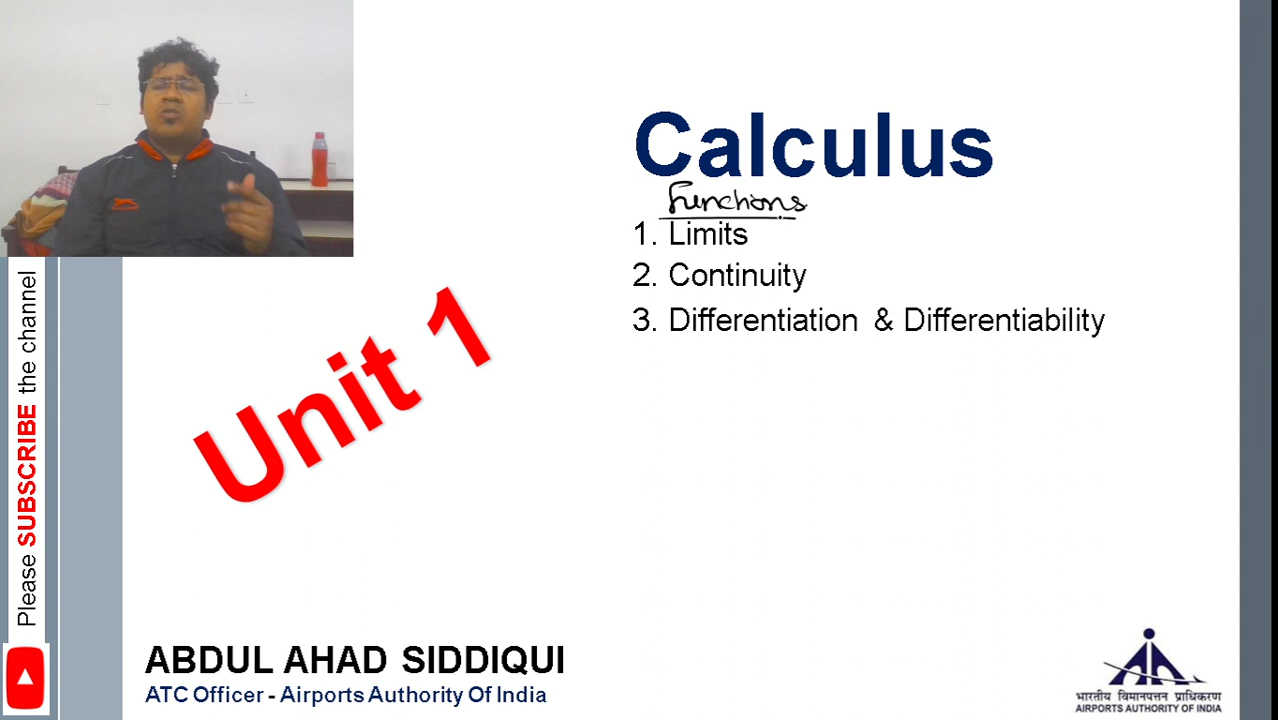 Calculus
Functions
1. Limits
2. Continuity
3. Differentiation & Differentiability
Unit 1
Please SUBSCRIBE the channel
ABDUL AHAD SIDDIQUI
ATC Officer - Airports Authority Of India
भारतीय विमानपत्तन प्राधिकरण
AIRPORTS AUTHORITY OF INDIA